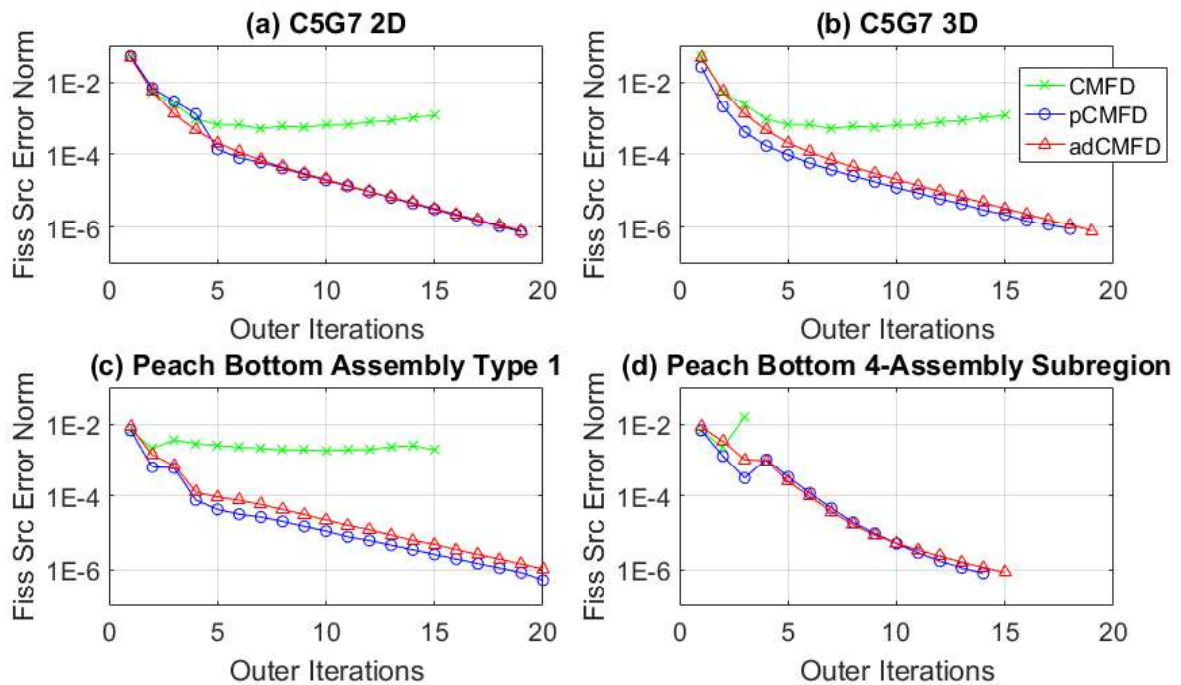 (a) C5G7 2D
Fiss Src Error Norm
1E-2
1E-4
1E-6
0 5 10 15 20
Outer Iterations
(b) C5G7 3D
Fiss Src Error Norm
1E-2
1E-4
1E-6
0 5 10 15 20
Outer Iterations
CMFD
pCMFD
adCMFD
(c) Peach Bottom Assembly Type 1
Fiss Src Error Norm
1E-2
1E-4
1E-6
0 5 10 15 20
Outer Iterations
(d) Peach Bottom 4-Assembly Subregion
Fiss Src Error Norm
1E-2
1E-4
1E-6
0 5 10 15 20
Outer Iterations